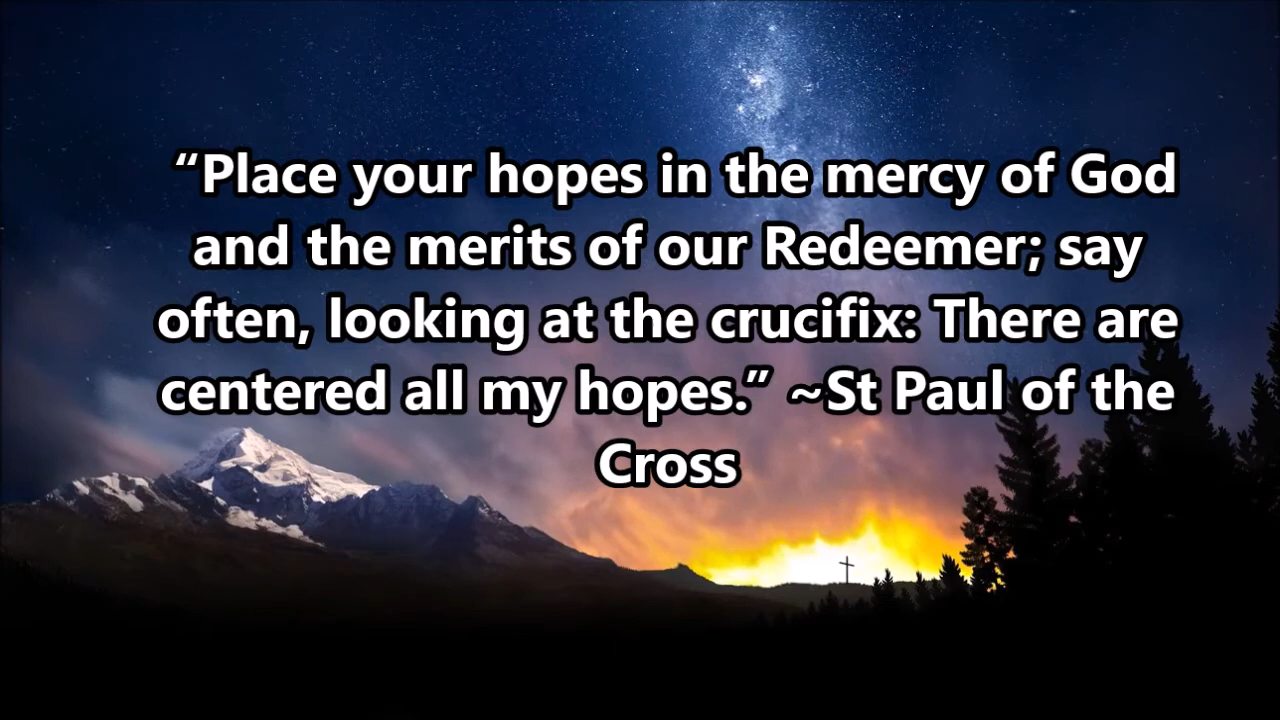 “Place your hopes in the mercy of God
and the merits of our Redeemer; say
often, looking at the crucifix: There are
centered all my hopes.” ~St Paul of the
Cross